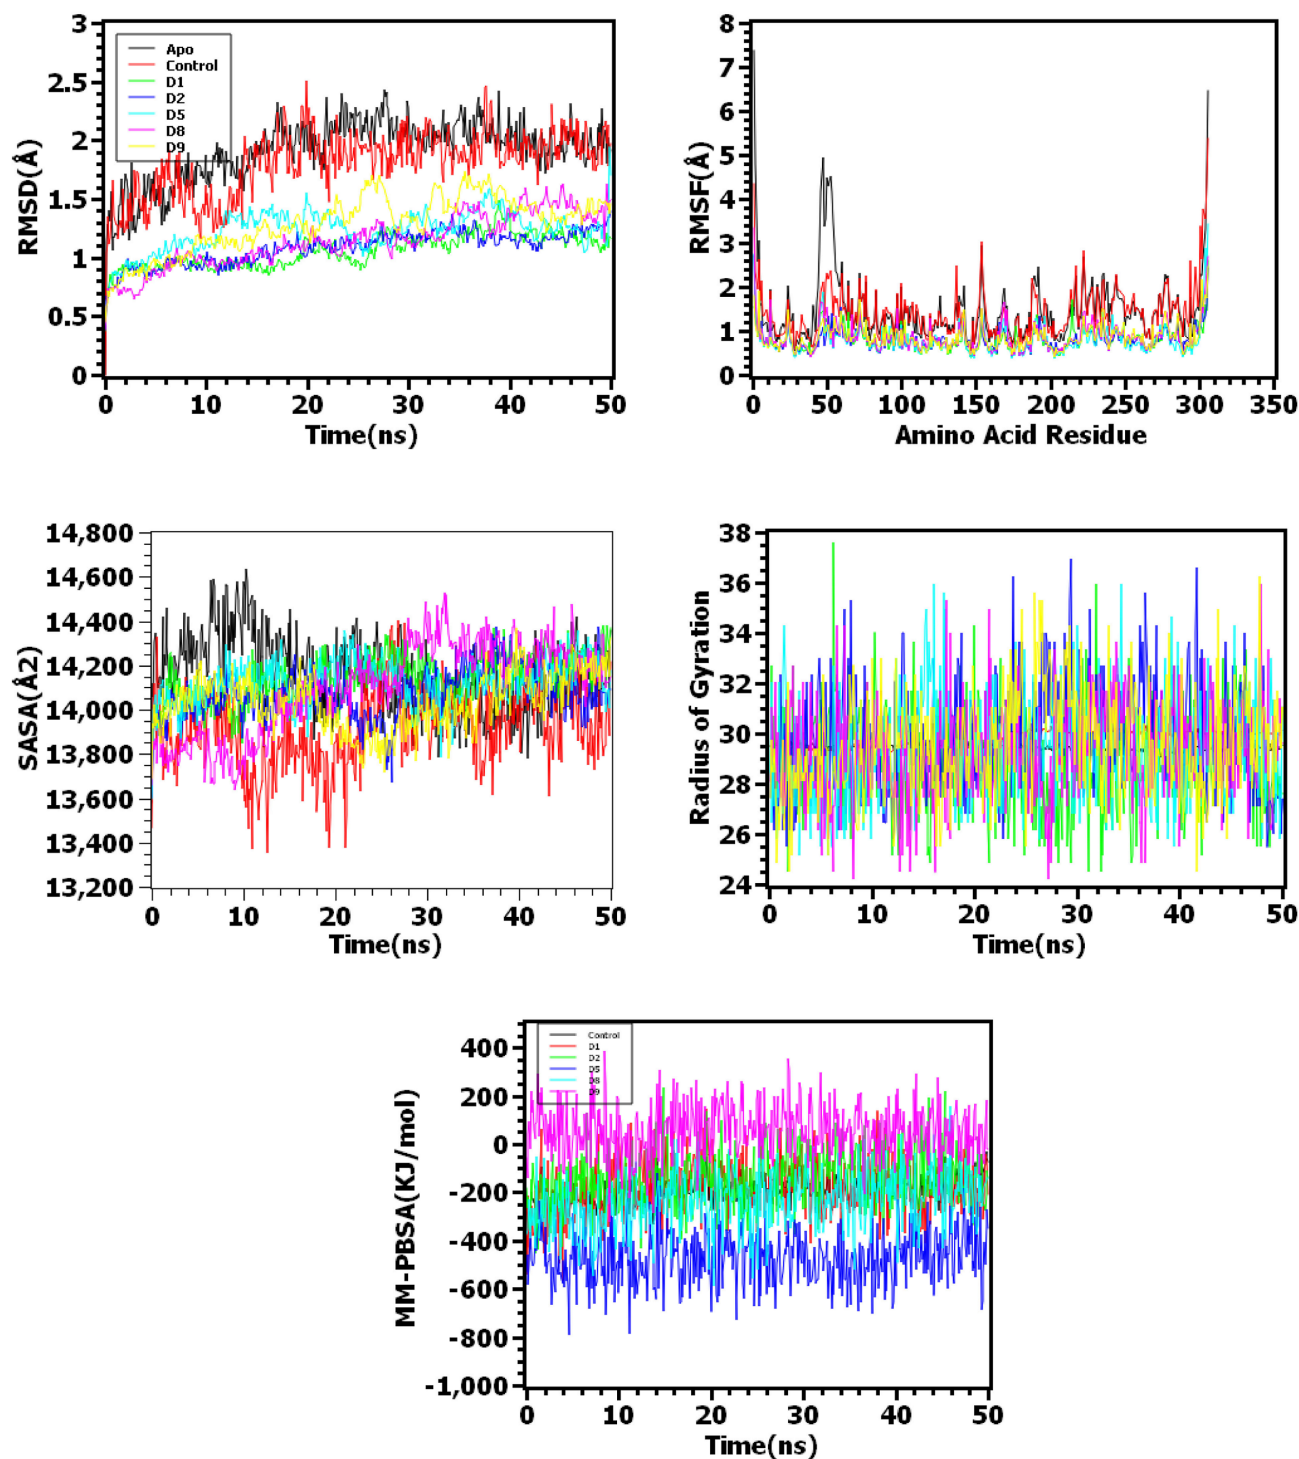 3
2.5
2
1.5
1
0.5
0
RMSD(Å)
Apo
Control
D1
D2
D5
D8
D9
0 10 20 30 40 50
Time(ns)
8
7
6
5
4
3
2
1
0
RMSF(Å)
0 50 100 150 200 250 300 350
Amino Acid Residue
14,800
14,600
14,400
14,200
14,000
13,800
13,600
13,400
13,200
SASA(Å2)
0 10 20 30 40 50
Time(ns)
38
36
34
32
30
28
26
24
Radius of Gyration
0 10 20 30 40 50
Time(ns)
400
200
0
-200
-400
-600
-800
-1,000
MM-PBSA(KJ/mol)
Control
D1
D2
D5
D8
D9
0 10 20 30 40 50
Time(ns)